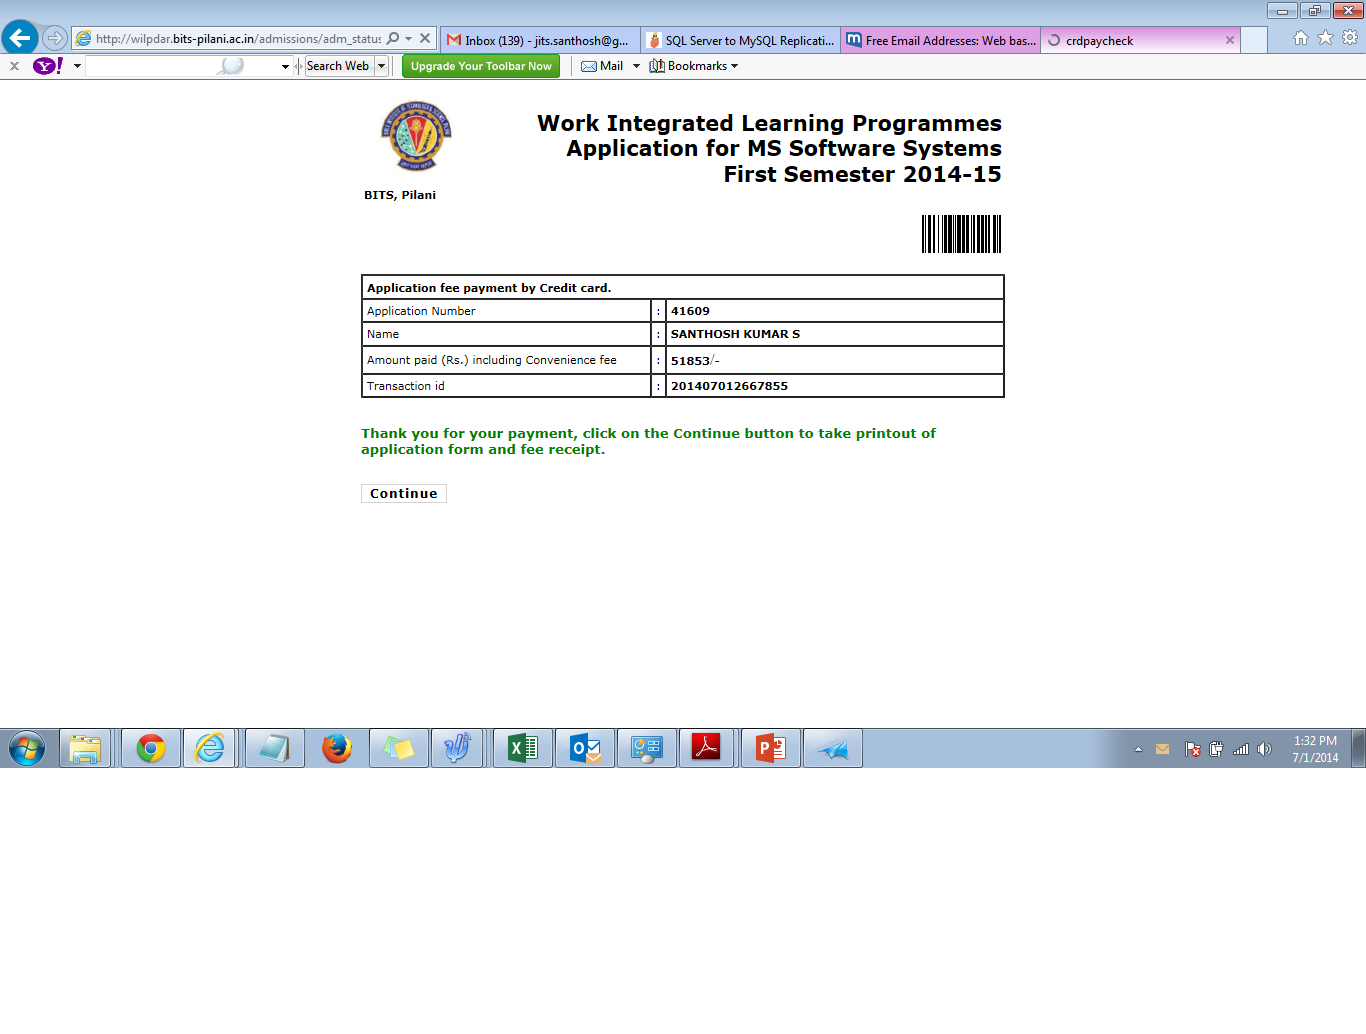 http://wilpdar.bits-pilani.ac.in/admissions/adm_status
Inbox (139) - jits.santhosh@g...
SQL Server to MySQL Replicati...
Free Email Addresses: Web bas...
crdpaycheck
Y!
Search Web
Upgrade Your Toolbar Now
Mail
Bookmarks
Work Integrated Learning Programmes
Application for MS Software Systems
First Semester 2014-15
BITS, Pilani
Application fee payment by Credit card.
Application Number : 41609
Name : SANTHOSH KUMAR S
Amount paid (Rs.) including Convenience fee : 51853/-
Transaction id : 201407012667855
Thank you for your payment, click on the Continue button to take printout of
application form and fee receipt.
Continue
1:32 PM
7/1/2014